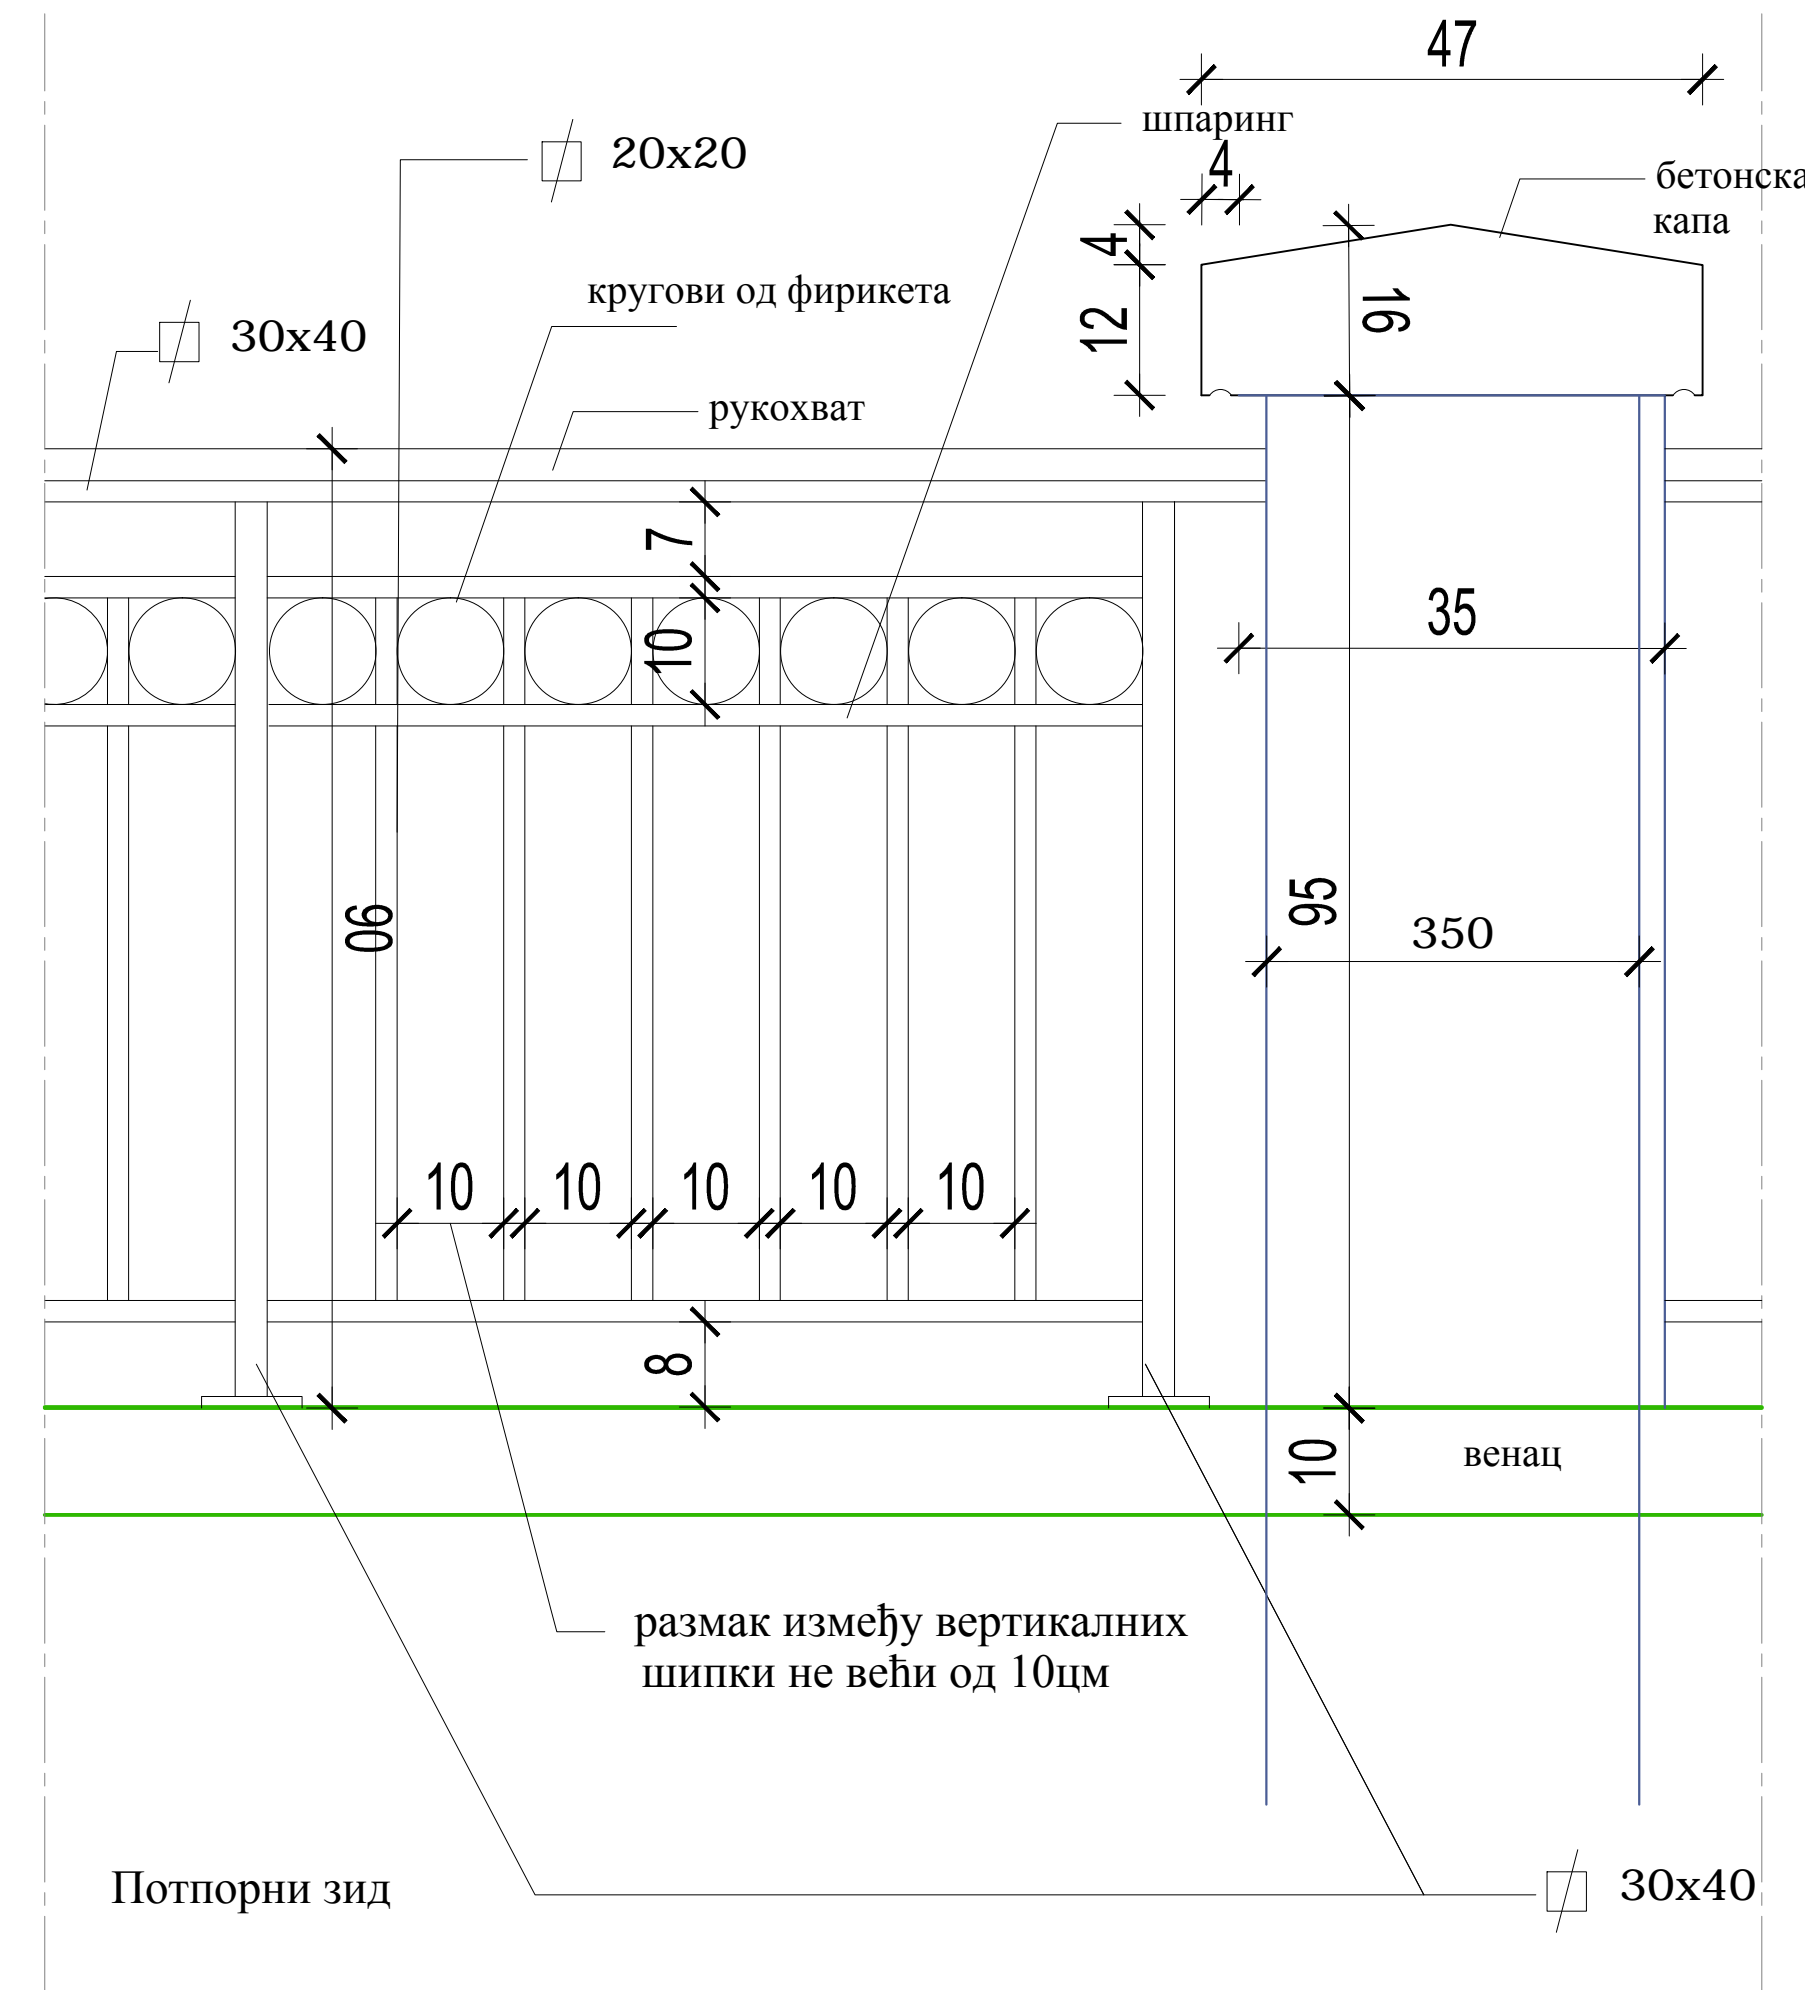 47
шпаринг
20x20
4
бетонска
капа
4
кругови од фирикета
16
12
30x40
рукохват
7
35
10
95
90
350
10
10
10
10
10
8
10
венац
размак између вертикалних
шипки не већи од 10цм
Потпорни зид
30x40